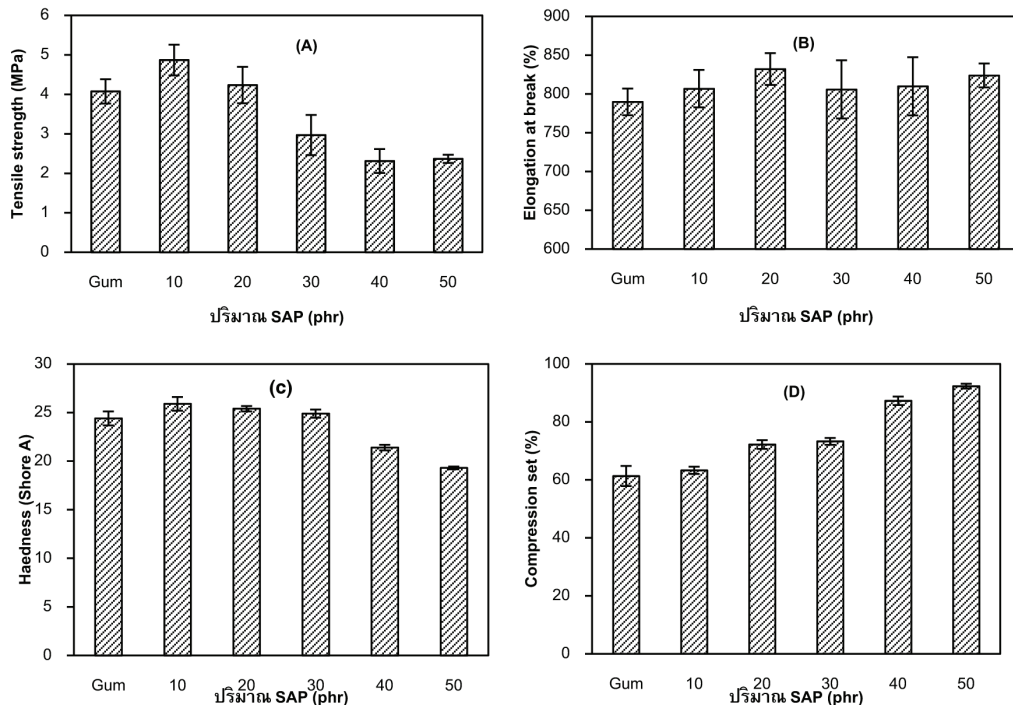 (A)
Tensile strength (MPa)
6
5
4
3
2
1
0
Gum 10 20 30 40 50
ปริมาณ SAP (phr)
(B)
Elongation at break (%)
900
850
800
750
700
650
600
Gum 10 20 30 40 50
ปริมาณ SAP (phr)
(c)
Haedness (Shore A)
30
25
20
15
10
5
0
Gum 10 20 30 40 50
ปริมาณ SAP (phr)
(D)
Compression set (%)
100
80
60
40
20
0
Gum 10 20 30 40 50
ปริมาณ SAP (phr)